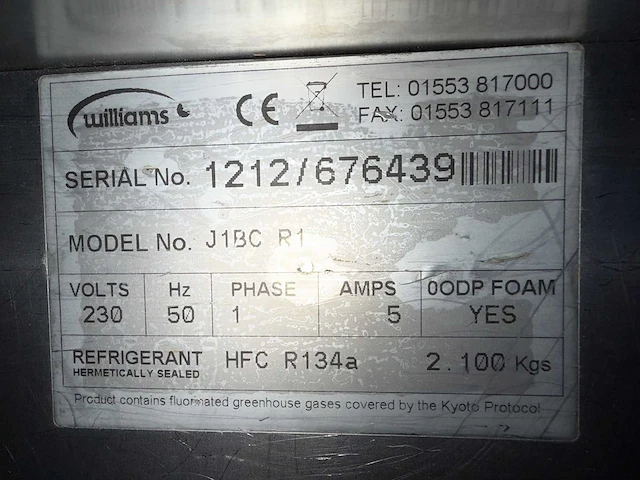 williams CE TEL: 01553 817000
FAX: 01553 817111
SERIAL No. 1212/676439
MODEL No. J1BC R1
VOLTS Hz PHASE AMPS 0ODP FOAM
230 50 1 5 YES
REFRIGERANT HFC R134a 2.100 Kgs
HERMETICALLY SEALED
Product contains fluorinated greenhouse gases covered by the Kyoto Protocol